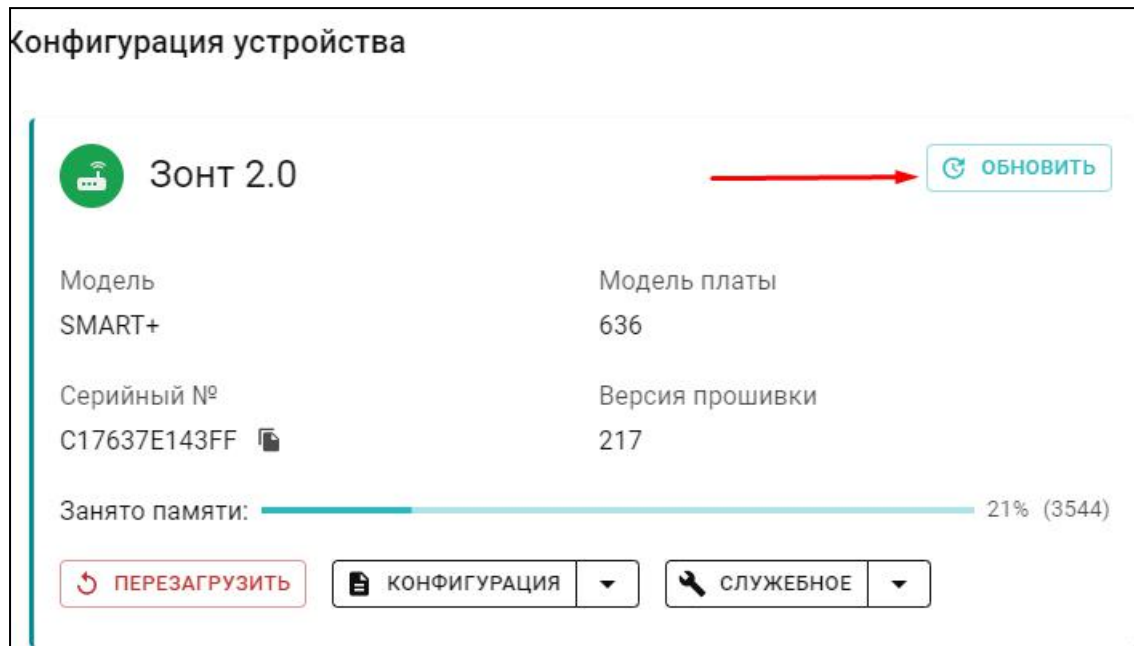 Конфигурация устройства
Зонт 2.0
ОБНОВИТЬ
Модель
Модель платы
SMART+
636
Серийный №
Версия прошивки
C17637E143FF
217
Занято памяти:
21% (3544)
ПЕРЕЗАГРУЗИТЬ
КОНФИГУРАЦИЯ
СЛУЖЕБНОЕ